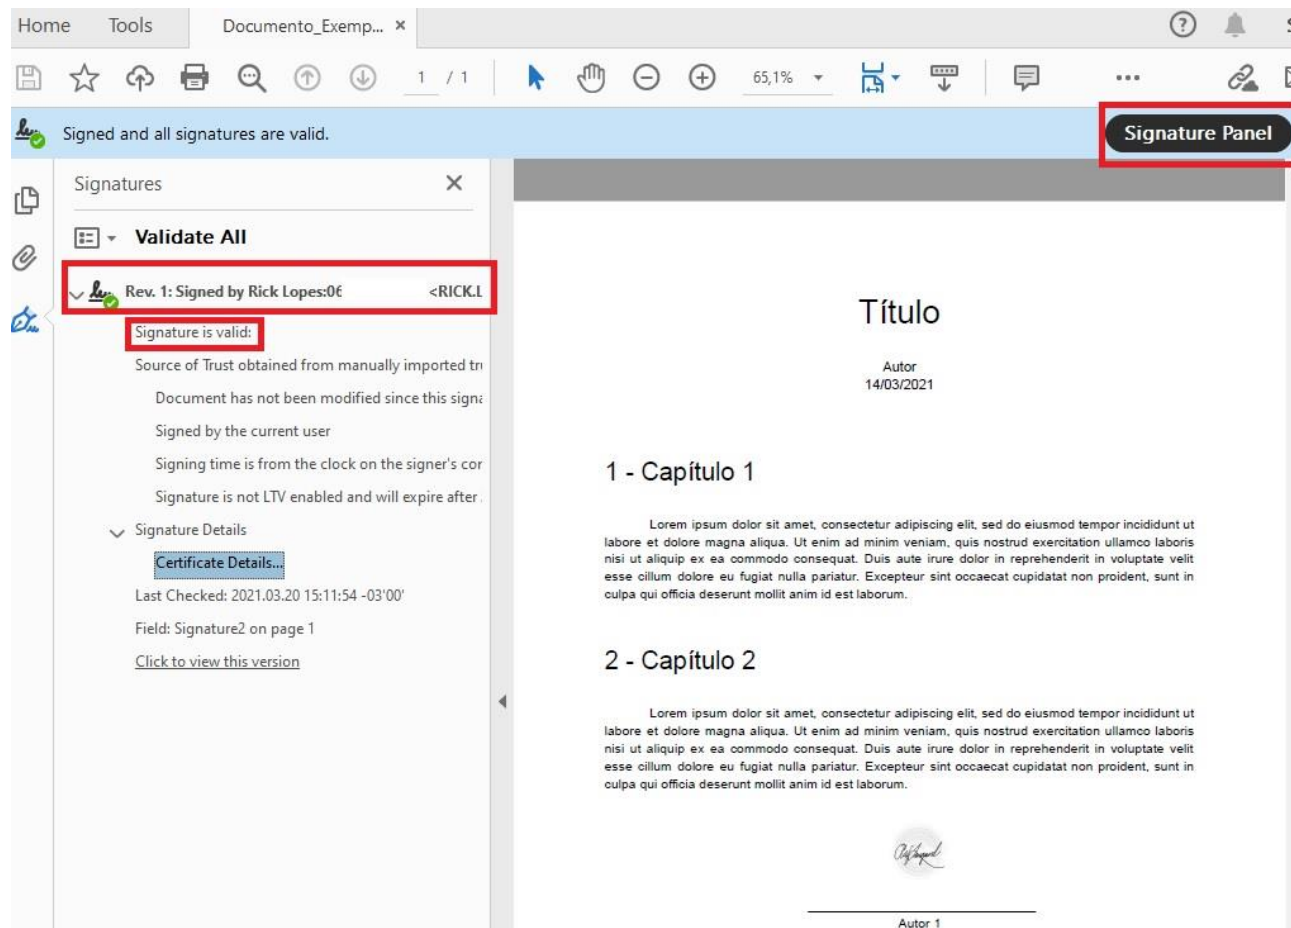 Home Tools Documento_Exemp... ×
1 / 1 65,1%
Signed and all signatures are valid. Signature Panel
Signatures
Validate All
Rev. 1: Signed by Rick Lopes:06 <RICK.L
Signature is valid:
Source of Trust obtained from manually imported
Document has not been modified since this
Signed by the current user
Signing time is from the clock on the signer's
Signature is not LTV enabled and will expire after
Signature Details
Certificate Details...
Last Checked: 2021.03.20 15:11:54 -03'00'
Field: Signature2 on page 1
Click to view this version
Título
Autor
14/03/2021
1 - Capítulo 1
Lorem ipsum dolor sit amet, consectetur adipiscing elit, sed do eiusmod tempor incididunt ut
labore et dolore magna aliqua. Ut enim ad minim veniam, quis nostrud exercitation ullamco laboris
nisi ut aliquip ex ea commodo consequat. Duis aute irure dolor in reprehenderit in voluptate velit
esse cillum dolore eu fugiat nulla pariatur. Excepteur sint occaecat cupidatat non proident, sunt in
culpa qui officia deserunt mollit anim id est laborum.
2 - Capítulo 2
Lorem ipsum dolor sit amet, consectetur adipiscing elit, sed do eiusmod tempor incididunt ut
labore et dolore magna aliqua. Ut enim ad minim veniam, quis nostrud exercitation ullamco laboris
nisi ut aliquip ex ea commodo consequat. Duis aute irure dolor in reprehenderit in voluptate velit
esse cillum dolore eu fugiat nulla pariatur. Excepteur sint occaecat cupidatat non proident, sunt in
culpa qui officia deserunt mollit anim id est laborum.
Autor 1